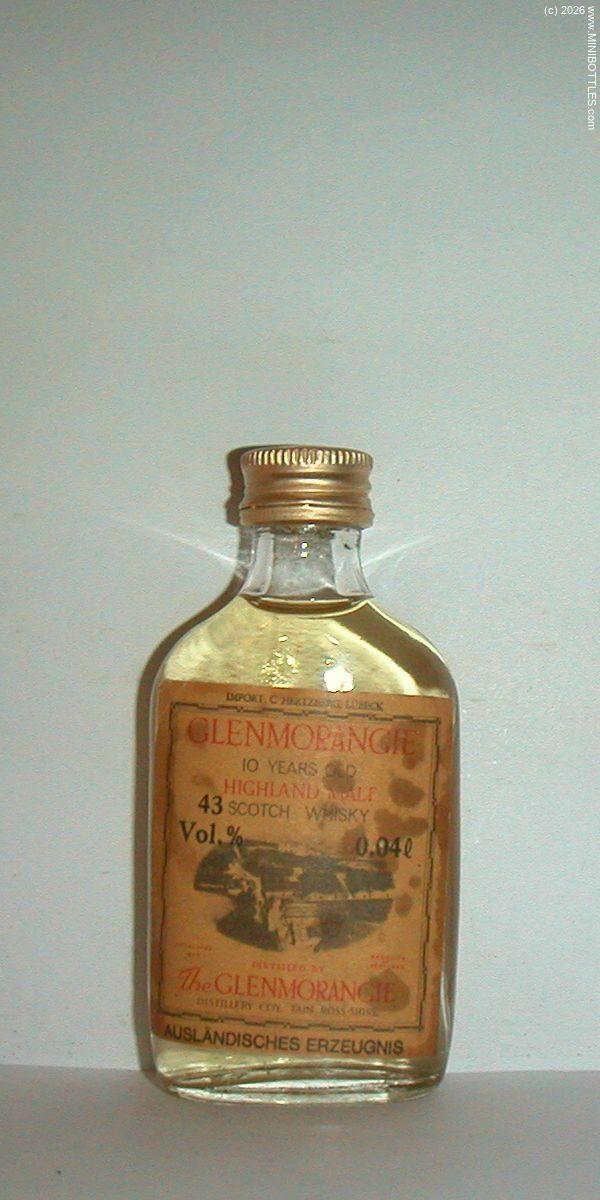 (c) 2026 www.MINIBOTTLES.com
IMPORT. C. HERTZBERG, LÜBECK
GLENMORANGIE
10 YEARS OLD
HIGHLAND MALT
43 SCOTCH WHISKY
Vol.% 0.04ℓ
DISTILLED BY
The GLENMORANGIE
DISTILLERY COY. TAIN ROSS-SHIRE
AUSLÄNDISCHES ERZEUGNIS